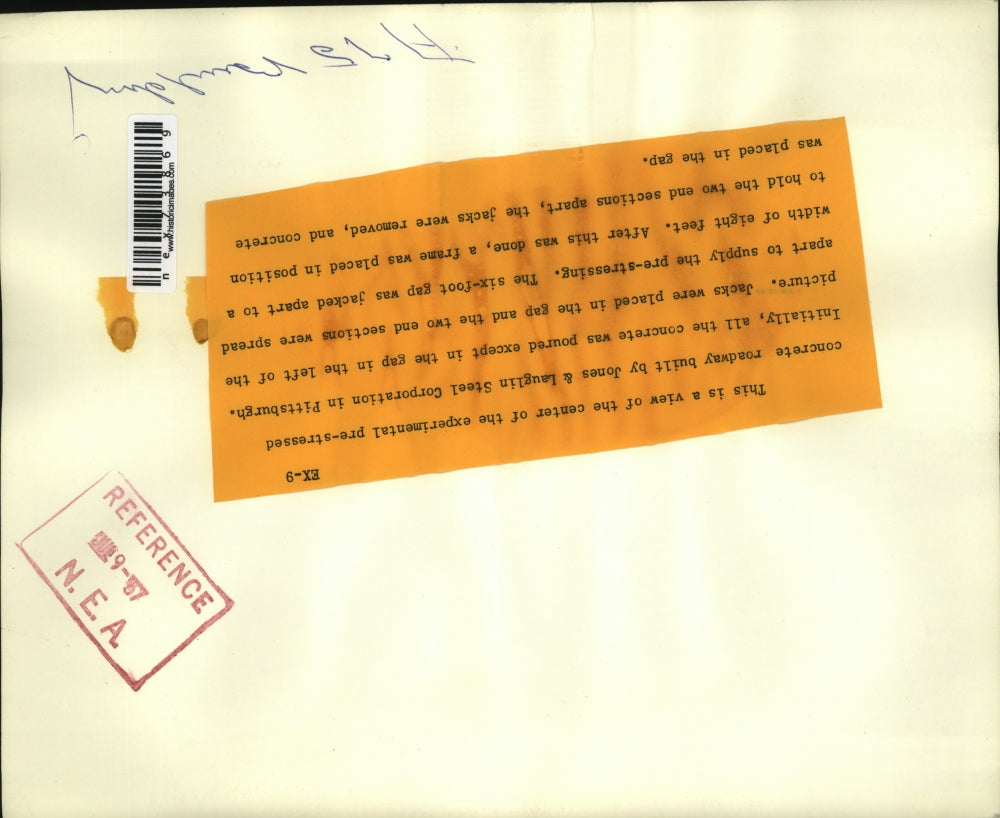 EX-9
This is a view of the center of the experimental pre-stressed
concrete roadway built by Jones & Laughlin Steel Corporation in Pittsburgh.
Initially, all the concrete was poured except in the gap in the left of the
picture. Jacks were placed in the gap and the two end sections were spread
apart to supply the pre-stressing. The six-foot gap was jacked apart to a
width of eight feet. After this was done, a frame was placed in position
to hold the two end sections apart, the jacks were removed, and concrete
was placed in the gap.
REFERENCE
9-'57
N.E.A.
www.historicimages.com